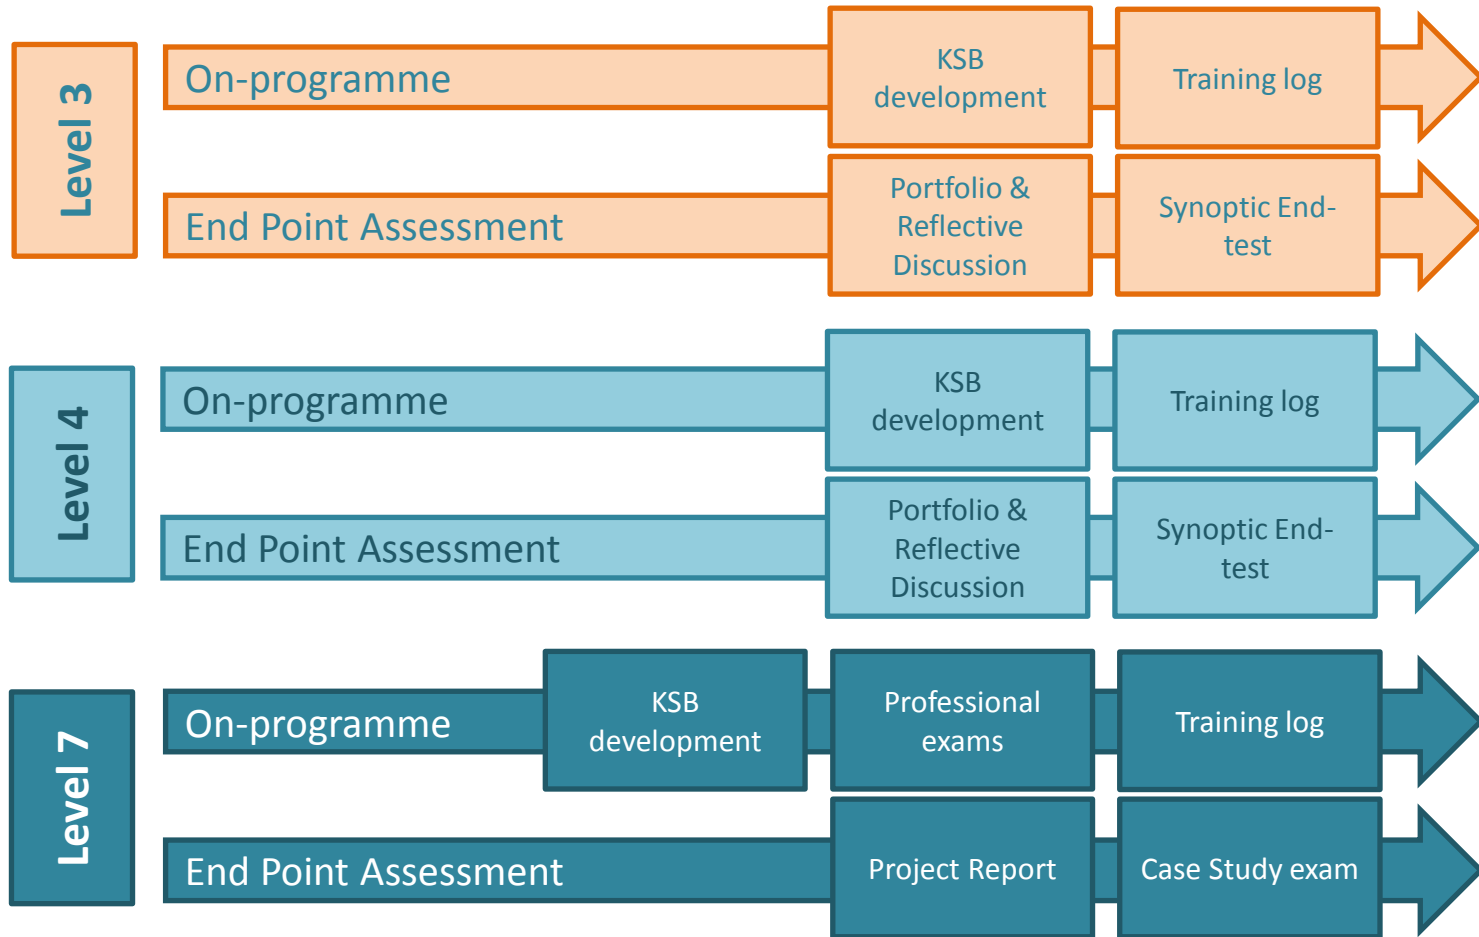 Level 3
On-programme
KSB
development
Training log
End Point Assessment
Portfolio &
Reflective
Discussion
Synoptic End-
test
Level 4
On-programme
KSB
development
Training log
End Point Assessment
Portfolio &
Reflective
Discussion
Synoptic End-
test
Level 7
On-programme
KSB
development
Professional
exams
Training log
End Point Assessment
Project Report
Case Study exam